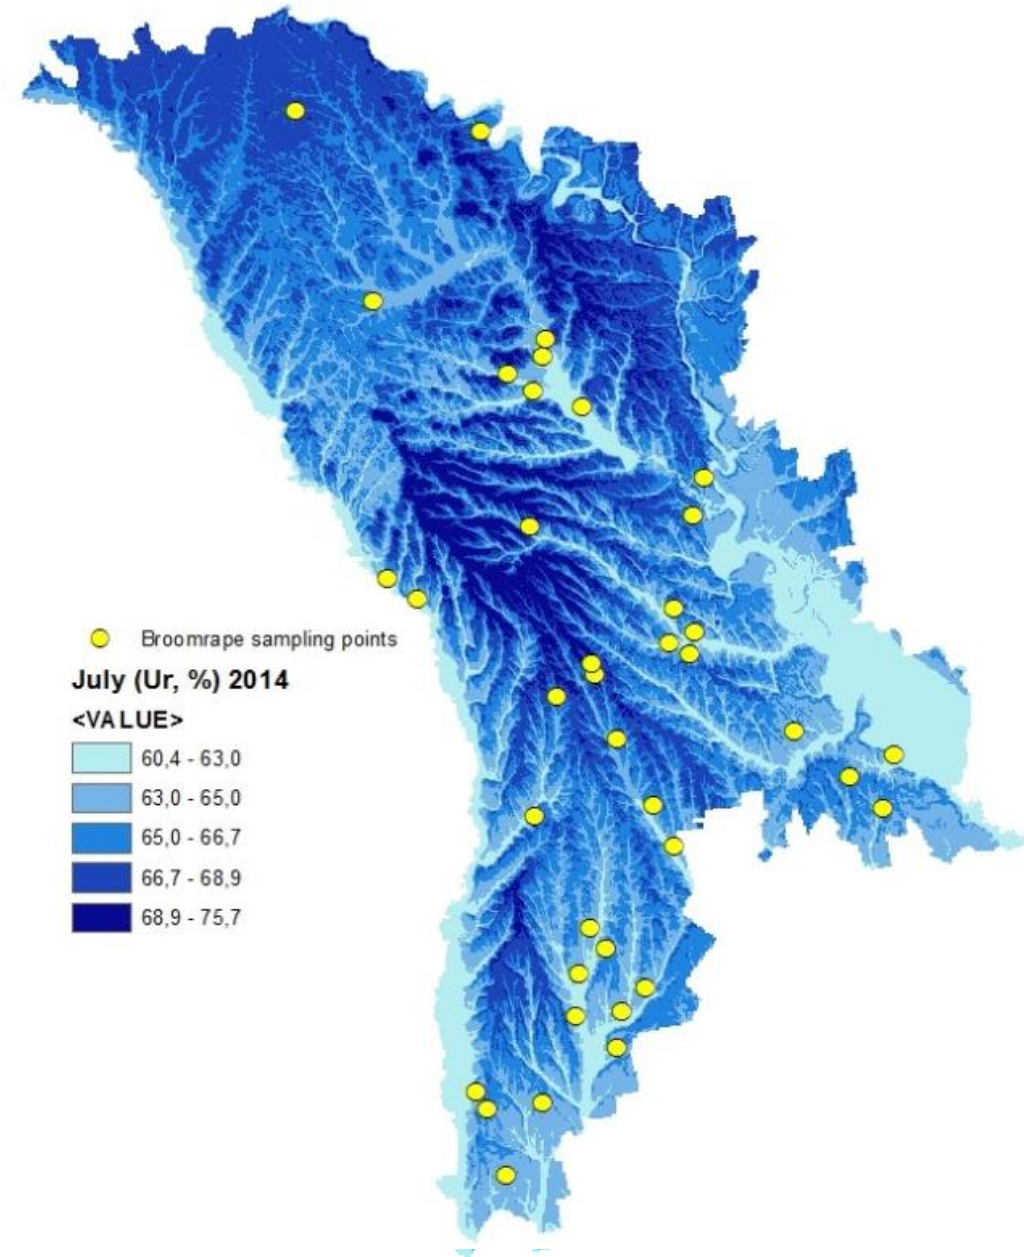 Broomrape sampling points
July (Ur, %) 2014
<VALUE>
60,4 - 63,0
63,0 - 65,0
65,0 - 66,7
66,7 - 68,9
68,9 - 75,7